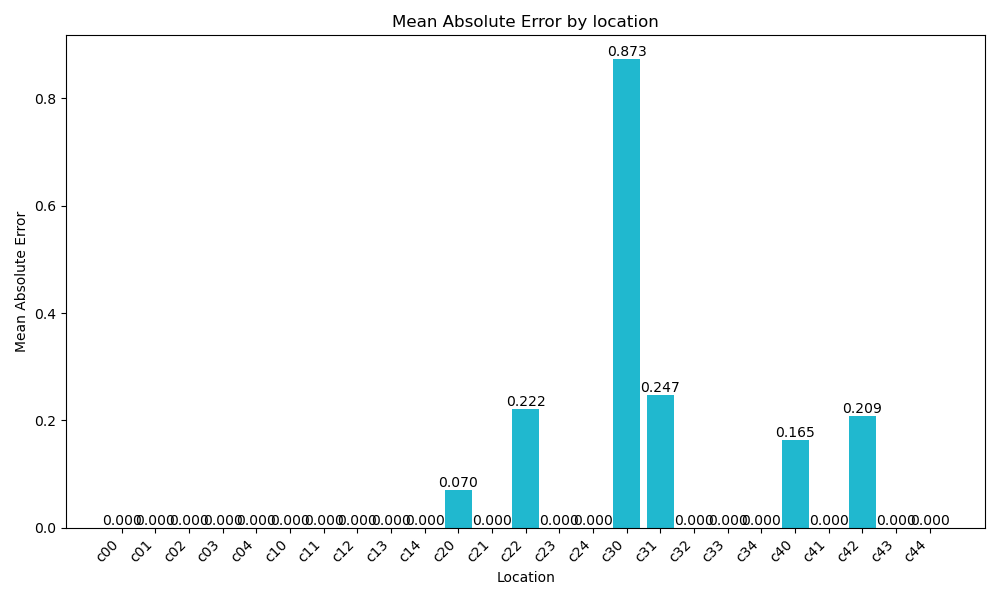 Mean Absolute Error by location
Mean Absolute Error
0.8
0.6
0.4
0.2
0.0
0.000 0.000 0.000 0.000 0.000 0.000 0.000 0.000 0.000 0.000 0.070 0.000 0.222 0.000 0.000 0.873 0.247 0.000 0.000 0.000 0.165 0.000 0.209 0.000 0.000
c00 c01 c02 c03 c04 c10 c11 c12 c13 c14 c20 c21 c22 c23 c24 c30 c31 c32 c33 c34 c40 c41 c42 c43 c44
Location